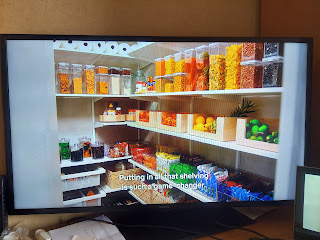 Putting in all that shelving
is such a game-changer.